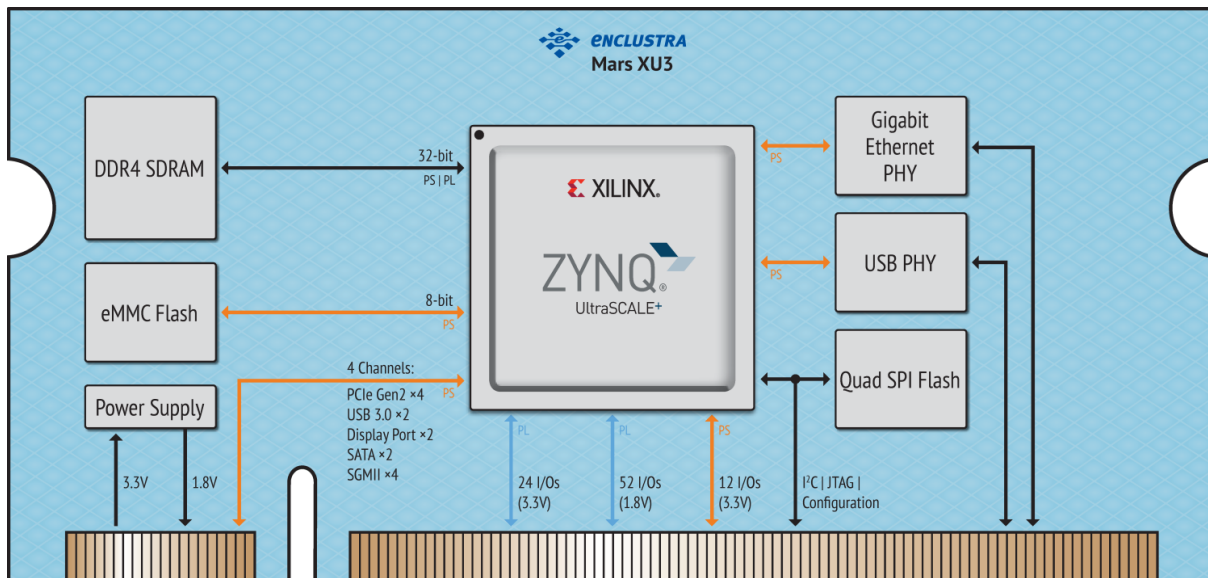 ENCLUSTRA
Mars XU3
DDR4 SDRAM
32-bit
PS | PL
XILINX®
ZYNQ®
UltraSCALE+
Gigabit
Ethernet
PHY
PS
USB PHY
PS
eMMC Flash
8-bit
PS
4 Channels:
PCIe Gen2 ×4
PS
USB 3.0 ×2
Display Port ×2
SATA ×2
SGMII ×4
Quad SPI Flash
Power Supply
3.3V
1.8V
PL
24 I/Os
(3.3V)
PL
52 I/Os
(1.8V)
PS
12 I/Os
(3.3V)
I²C | JTAG |
Configuration